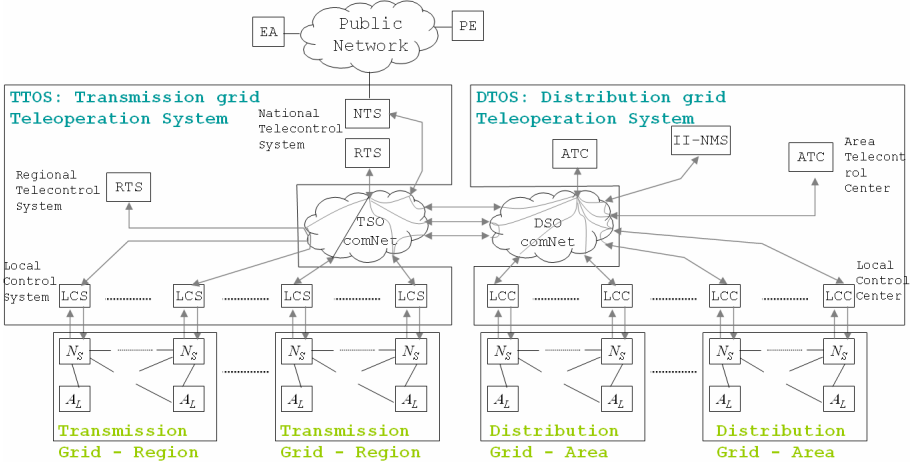 EA
Public
Network
PE
TTOS: Transmission grid
Teleoperation System
DTOS: Distribution grid
Teleoperation System
National
Telecontrol
System
NTS
RTS
ATC
II-NMS
ATC
Area
Telecont
rol
Center
Regional
Telecontrol
System
RTS
TSO
comNet
DSO
comNet
Local
Control
System
LCS
LCS
LCS
LCS
LCC
LCC
LCC
LCC
Local
Control
Center
N_S
N_S
N_S
N_S
N_S
N_S
N_S
N_S
A_L
A_L
A_L
A_L
A_L
A_L
A_L
A_L
Transmission
Grid - Region
Transmission
Grid - Region
Distribution
Grid - Area
Distribution
Grid - Area